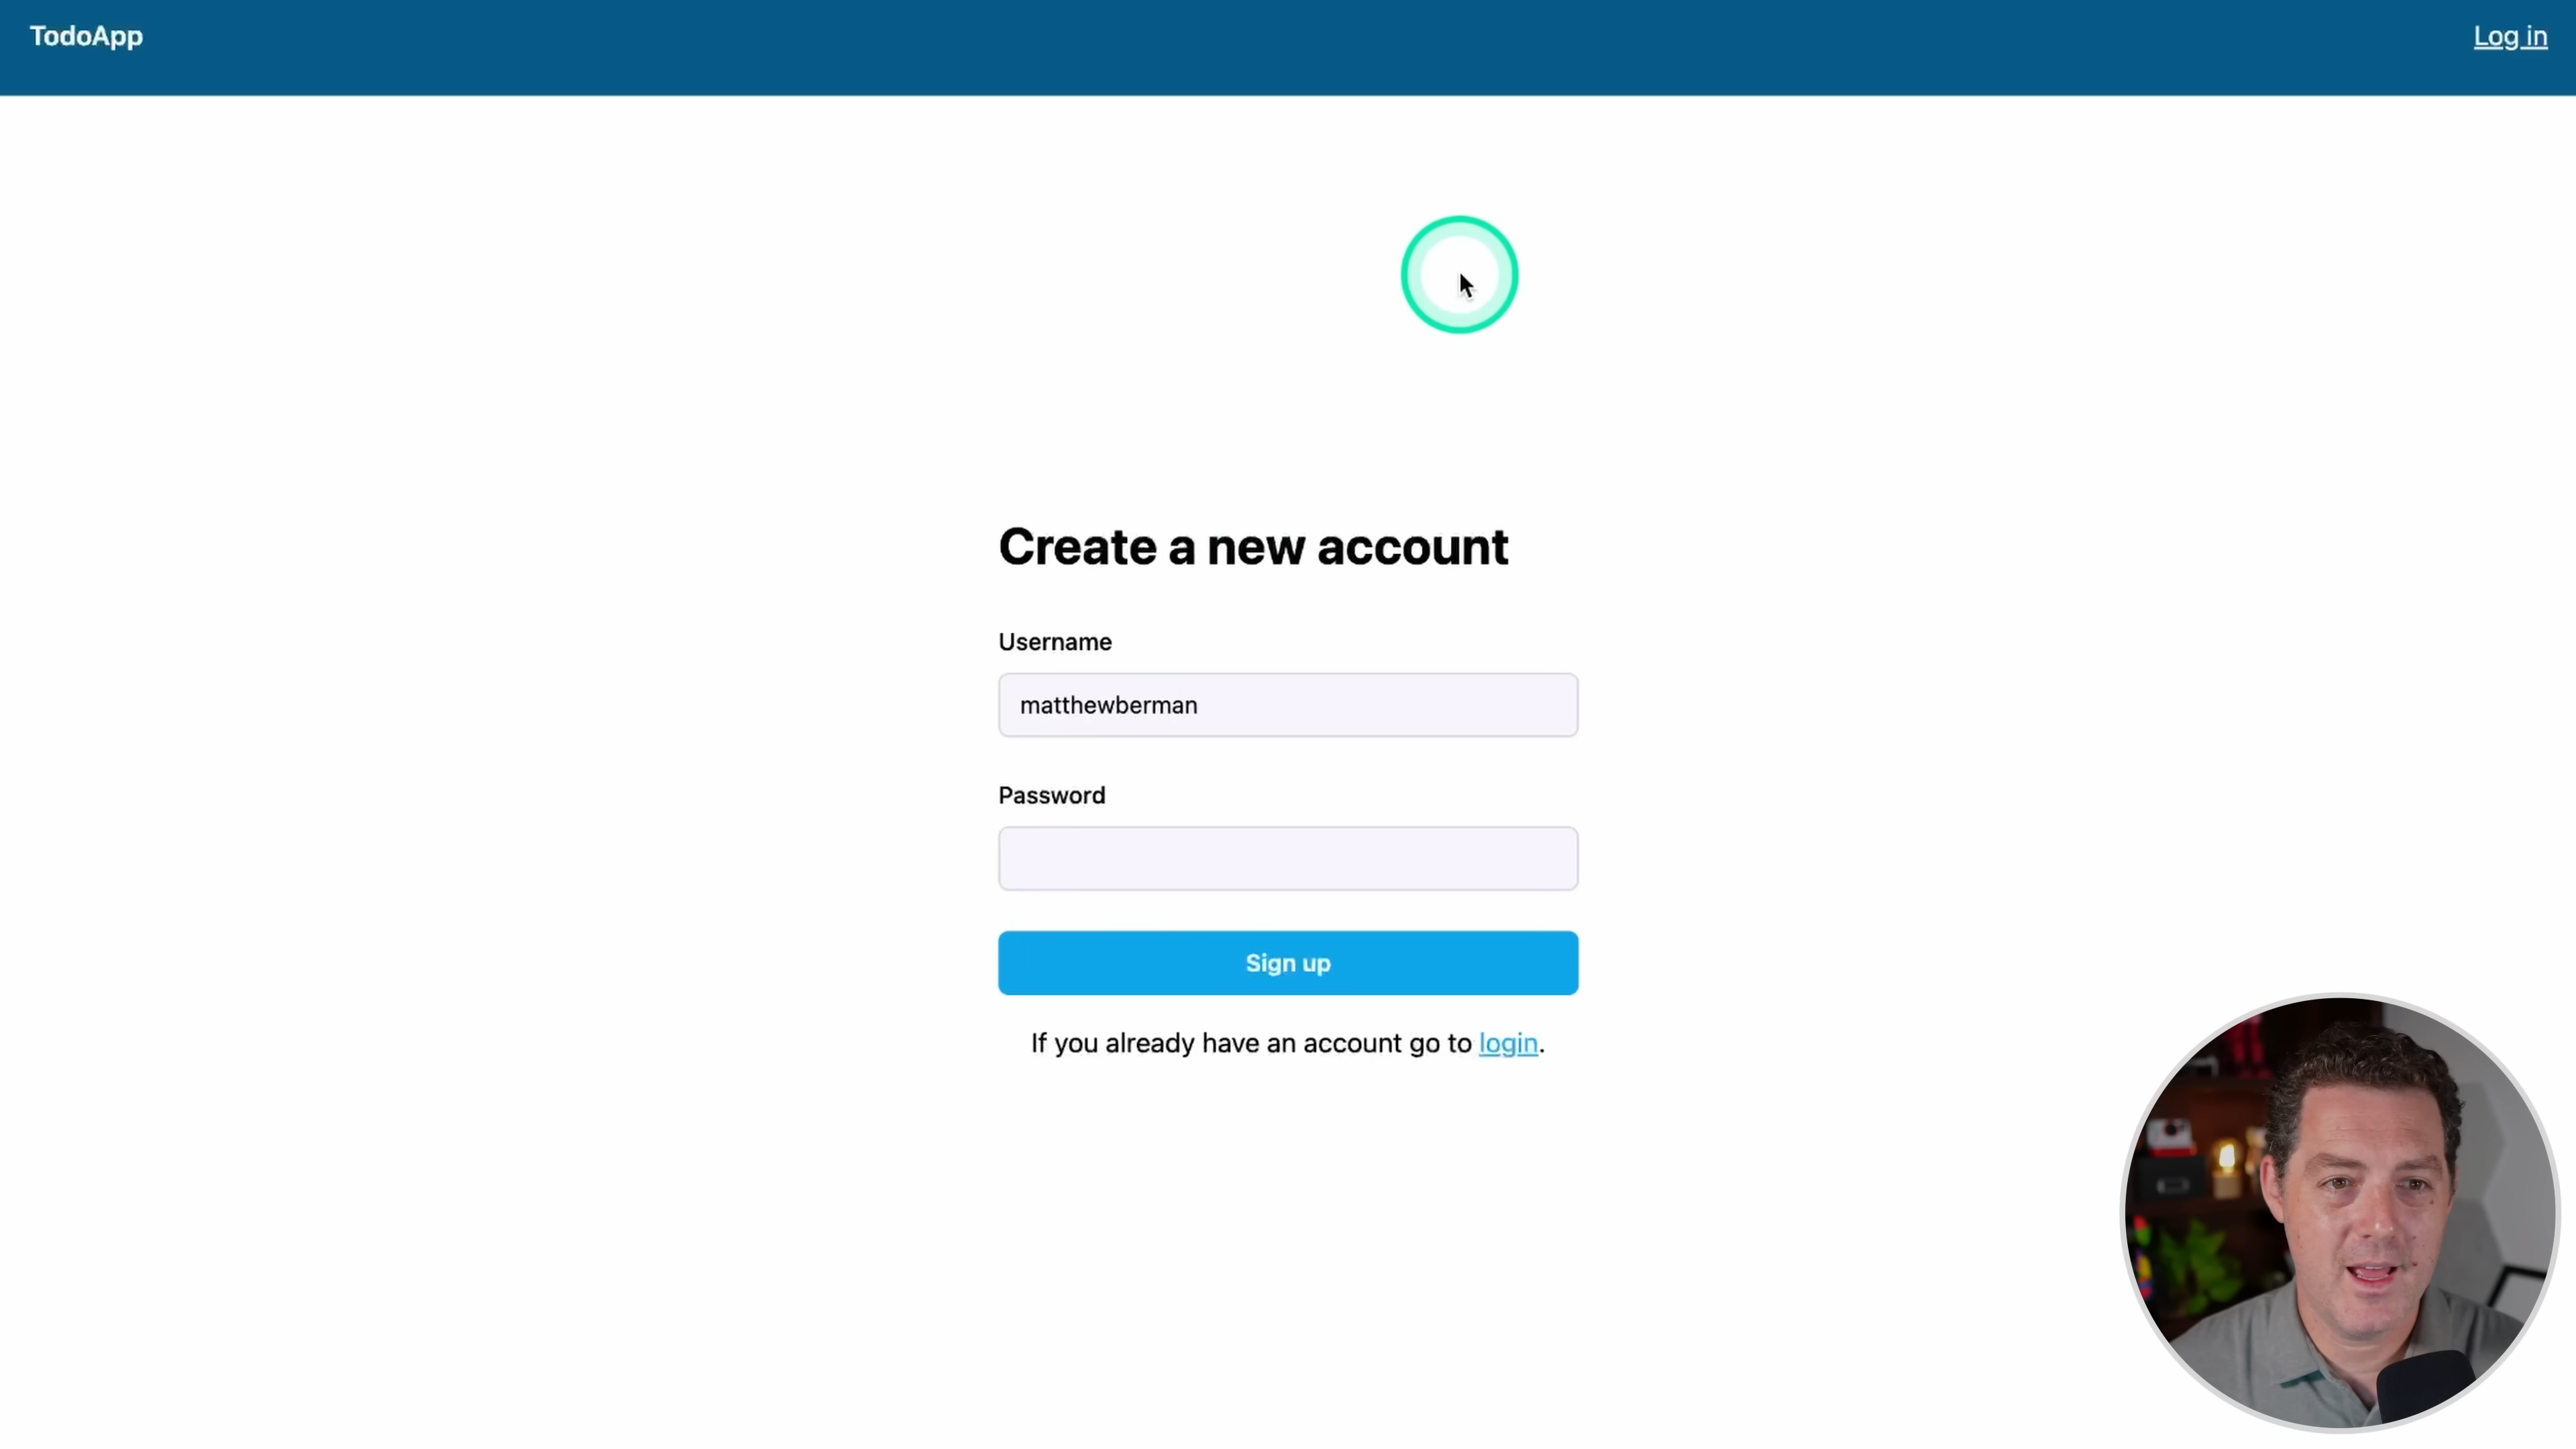 TodoApp
Log in
Create a new account
Username
matthewberman
Password
Sign up
If you already have an account go to login.